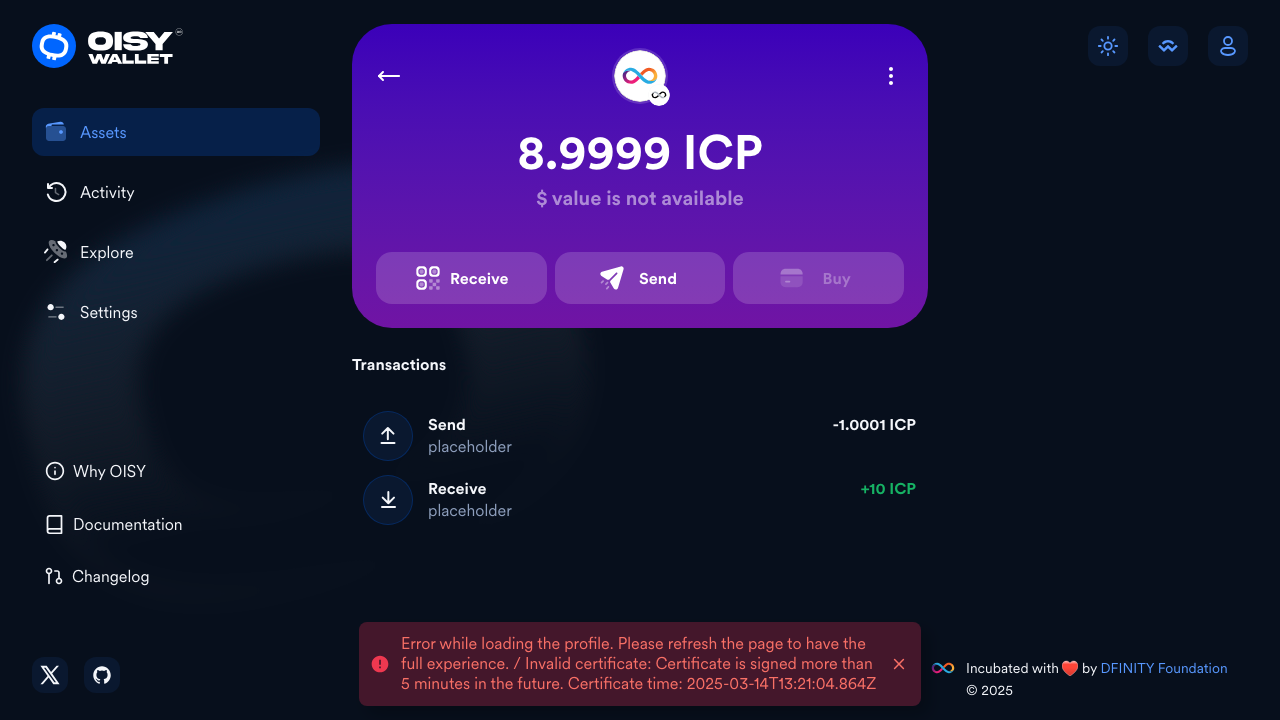 OISY
WALLET
Assets
Activity
Explore
Settings
Why OISY
Documentation
Changelog
8.9999 ICP
$ value is not available
Receive
Send
Buy
Transactions
Send
-1.0001 ICP
placeholder
Receive
+10 ICP
placeholder
Error while loading the profile. Please refresh the page to have the
full experience. / Invalid certificate: Certificate is signed more than
5 minutes in the future. Certificate time: 2025-03-14T13:21:04.864Z
Incubated with ❤️ by DFINITY Foundation
© 2025